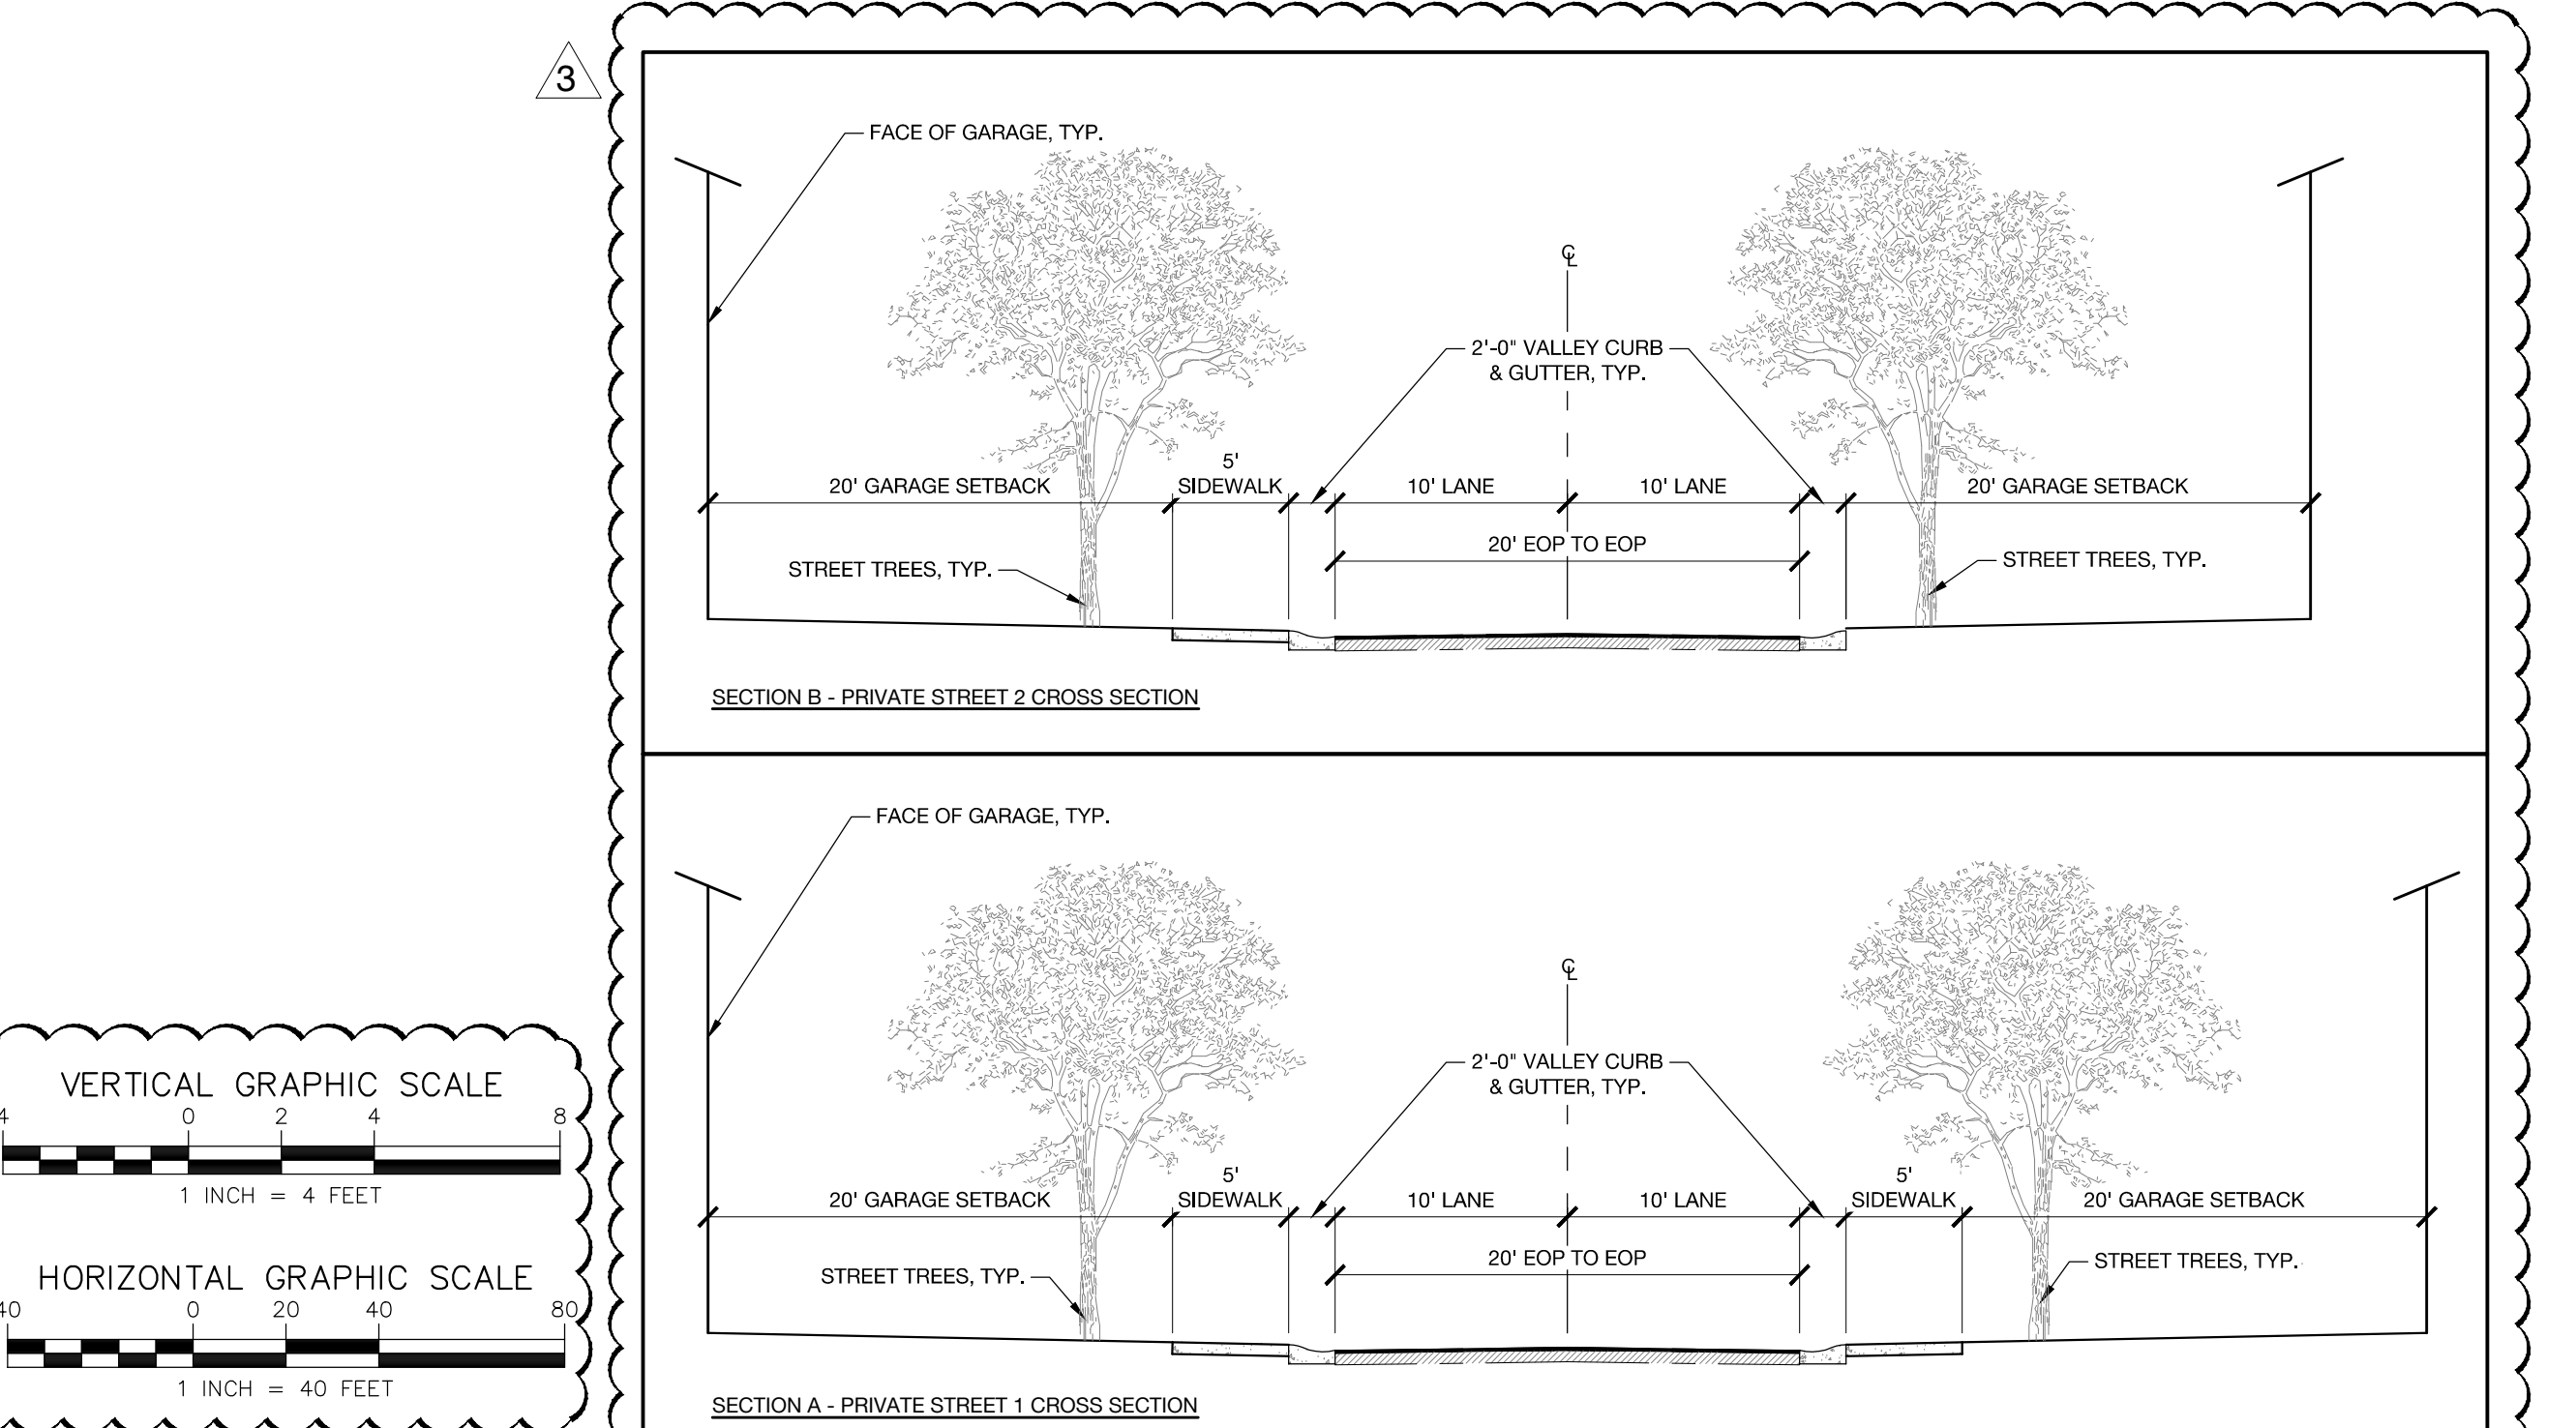 3
FACE OF GARAGE, TYP.
℄
2'-0" VALLEY CURB
& GUTTER, TYP.
20' GARAGE SETBACK
5'
SIDEWALK
10' LANE
10' LANE
20' GARAGE SETBACK
20' EOP TO EOP
STREET TREES, TYP.
STREET TREES, TYP.
SECTION B - PRIVATE STREET 2 CROSS SECTION
FACE OF GARAGE, TYP.
℄
2'-0" VALLEY CURB
& GUTTER, TYP.
20' GARAGE SETBACK
5'
SIDEWALK
10' LANE
10' LANE
5'
SIDEWALK
20' GARAGE SETBACK
20' EOP TO EOP
STREET TREES, TYP.
STREET TREES, TYP.
SECTION A - PRIVATE STREET 1 CROSS SECTION
VERTICAL GRAPHIC SCALE
4 0 2 4 8
1 INCH = 4 FEET
HORIZONTAL GRAPHIC SCALE
40 0 20 40 80
1 INCH = 40 FEET